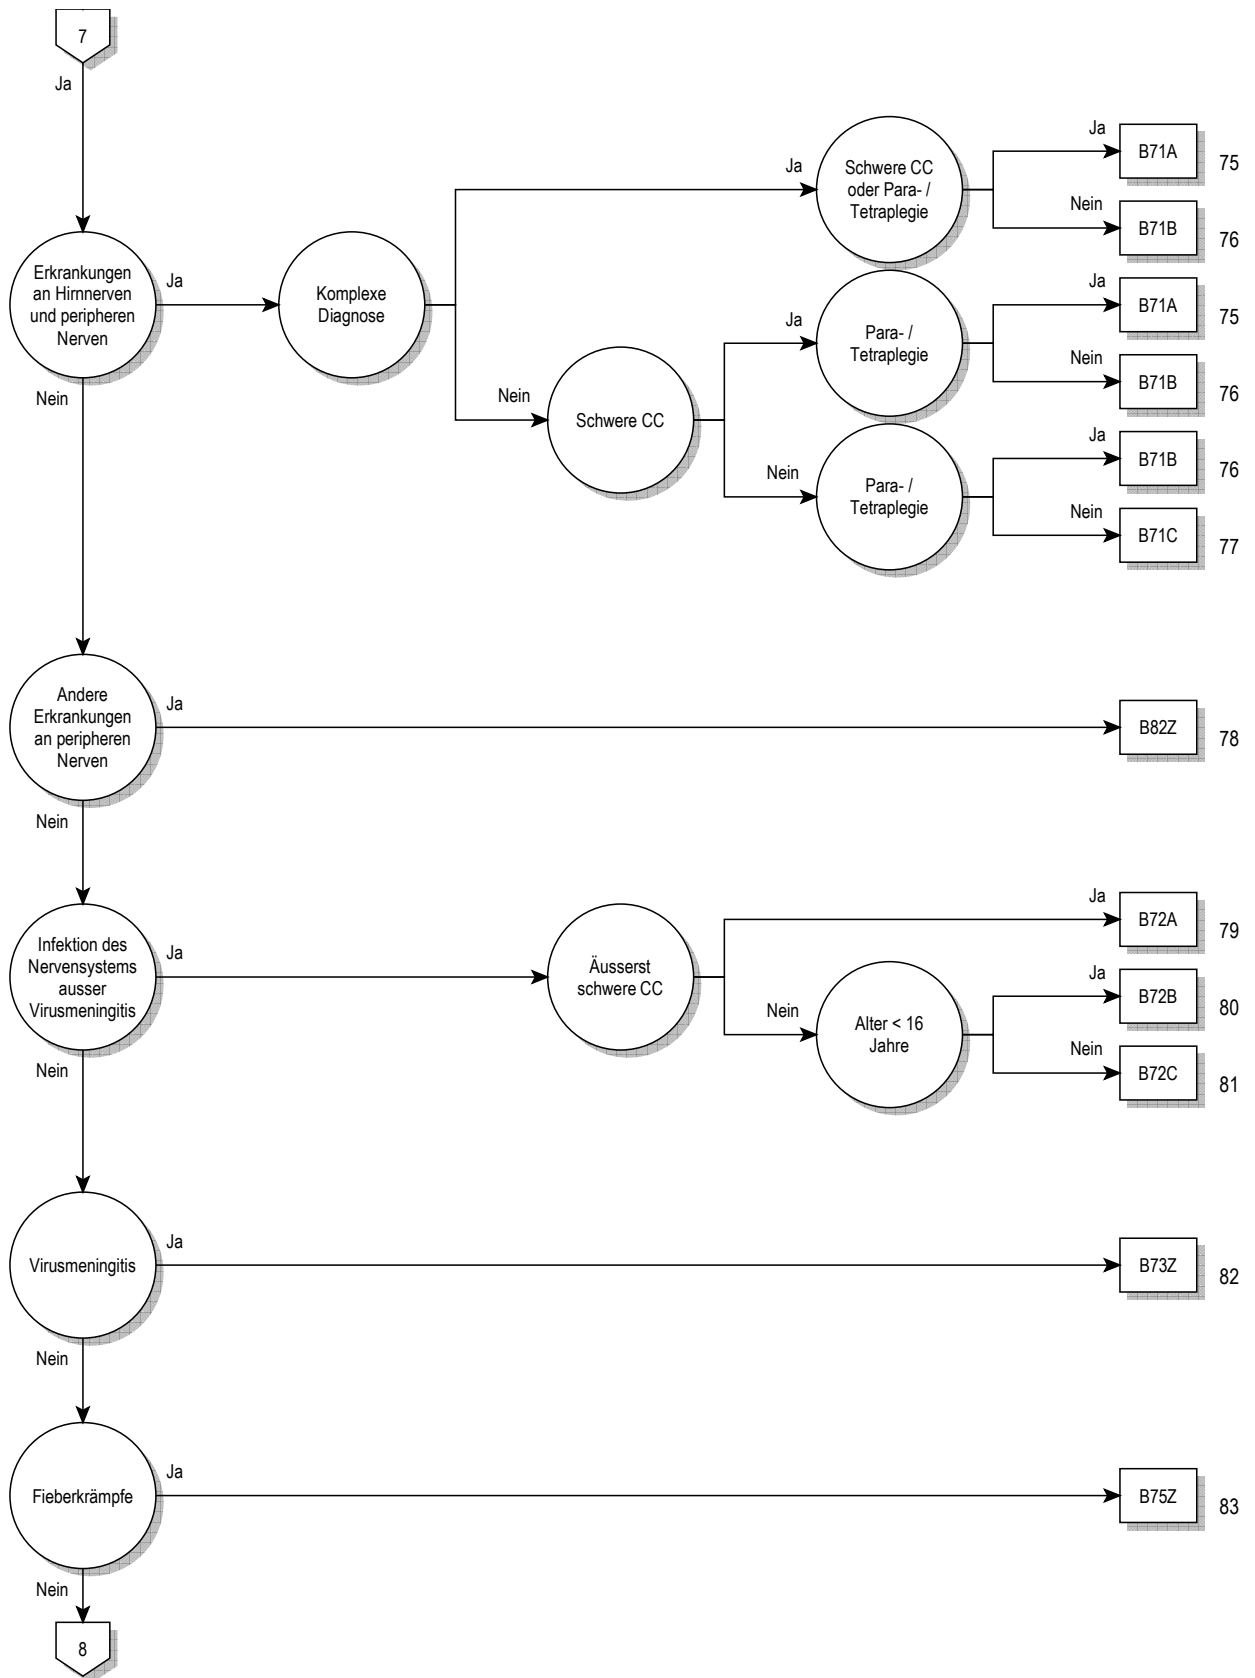 7
Ja
Ja
B71A
75
Ja
Schwere CC
oder Para- /
Tetraplegie
Nein
B71B
76
Erkrankungen
an Hirnnerven
und peripheren
Nerven
Ja
Komplexe
Diagnose
Ja
B71A
75
Ja
Para- /
Tetraplegie
Nein
B71B
76
Nein
Nein
Schwere CC
Ja
B71B
76
Nein
Para- /
Tetraplegie
Nein
B71C
77
Andere
Erkrankungen
an peripheren
Nerven
Ja
B82Z
78
Nein
Ja
B72A
79
Infektion des
Nervensystems
ausser
Virusmeningitis
Ja
Äusserst
schwere CC
Ja
B72B
80
Nein
Alter < 16
Jahre
Nein
B72C
81
Nein
Virusmeningitis
Ja
B73Z
82
Nein
Fieberkrämpfe
Ja
B75Z
83
Nein
8